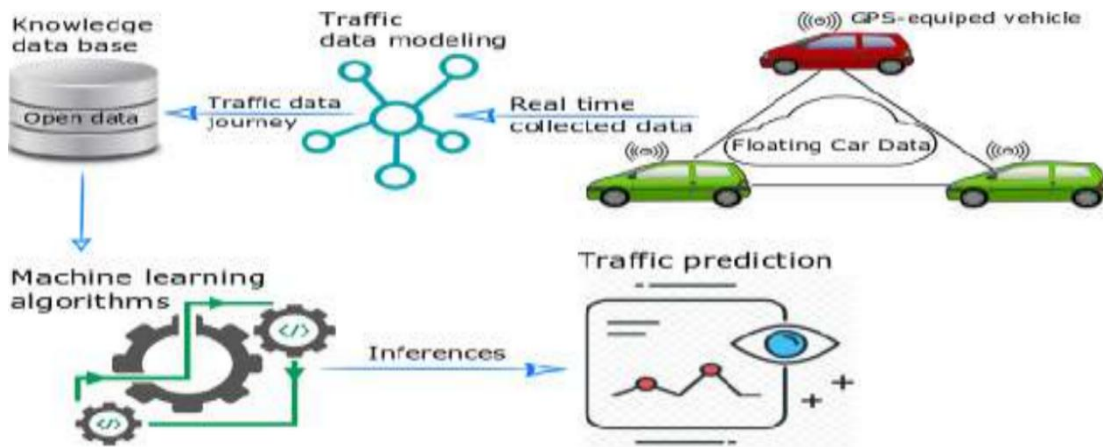 Knowledge
data base
Open data
Traffic
data modeling
Traffic data
journey
Real time
collected data
GPS-equiped vehicle
Floating Car Data
Machine learning
algorithms
</>
</>
Inferences
Traffic prediction